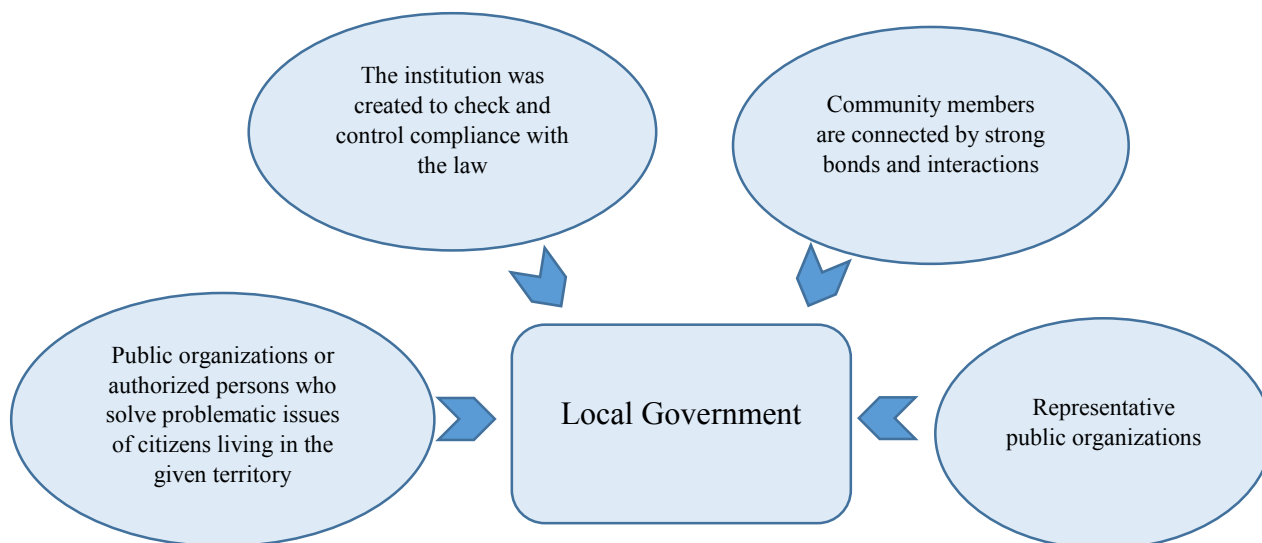 The institution was
created to check and
control compliance with
the law
Community members
are connected by strong
bonds and interactions
Public organizations or
authorized persons who
solve problematic issues
of citizens living in the
given territory
Local Government
Representative
public organizations